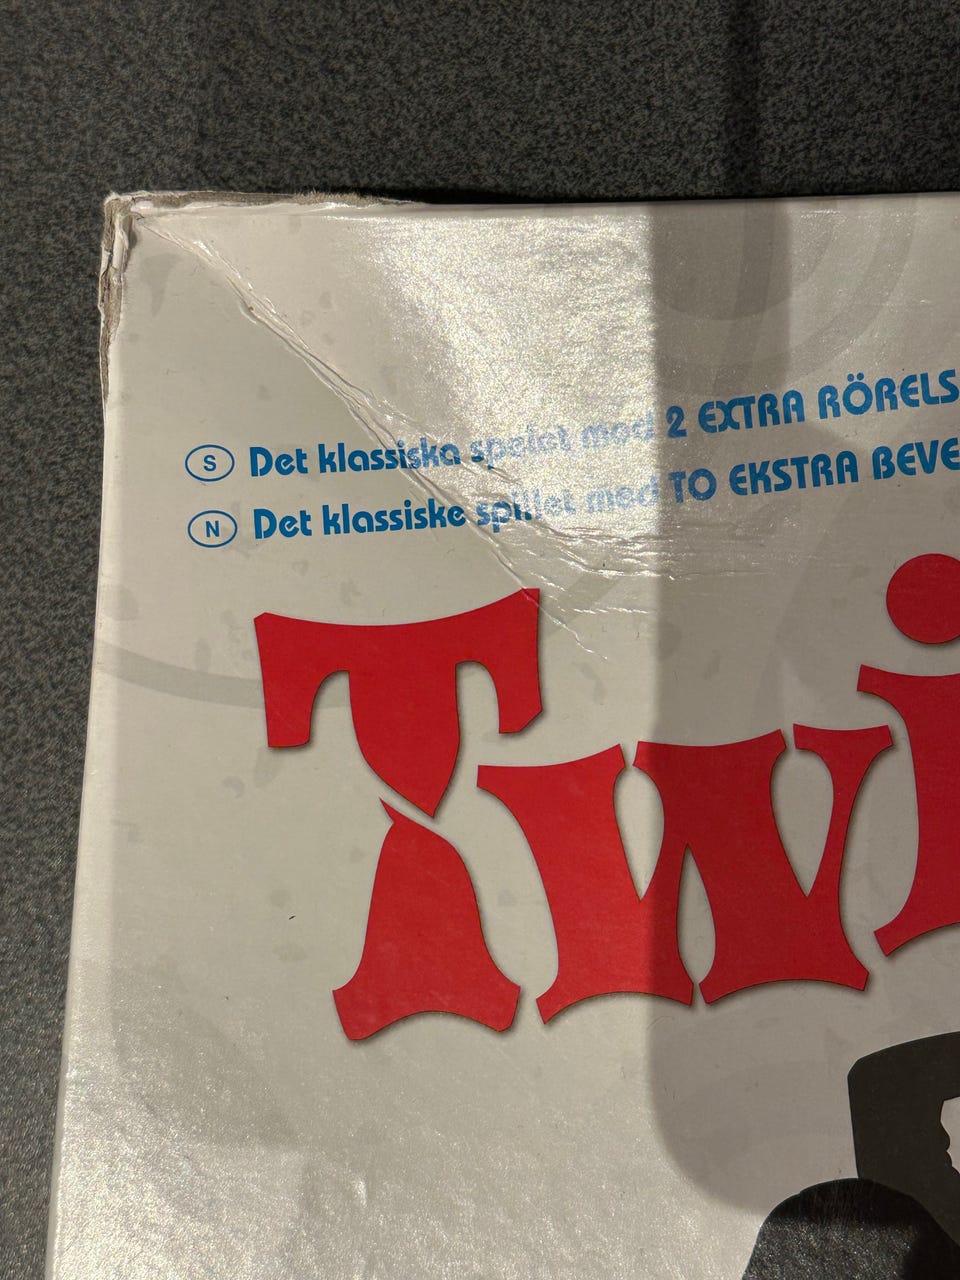 S Det klassiska spelet med 2 EXTRA RÖRELS
N Det klassiske spillet med TO EKSTRA BEVE
Twi